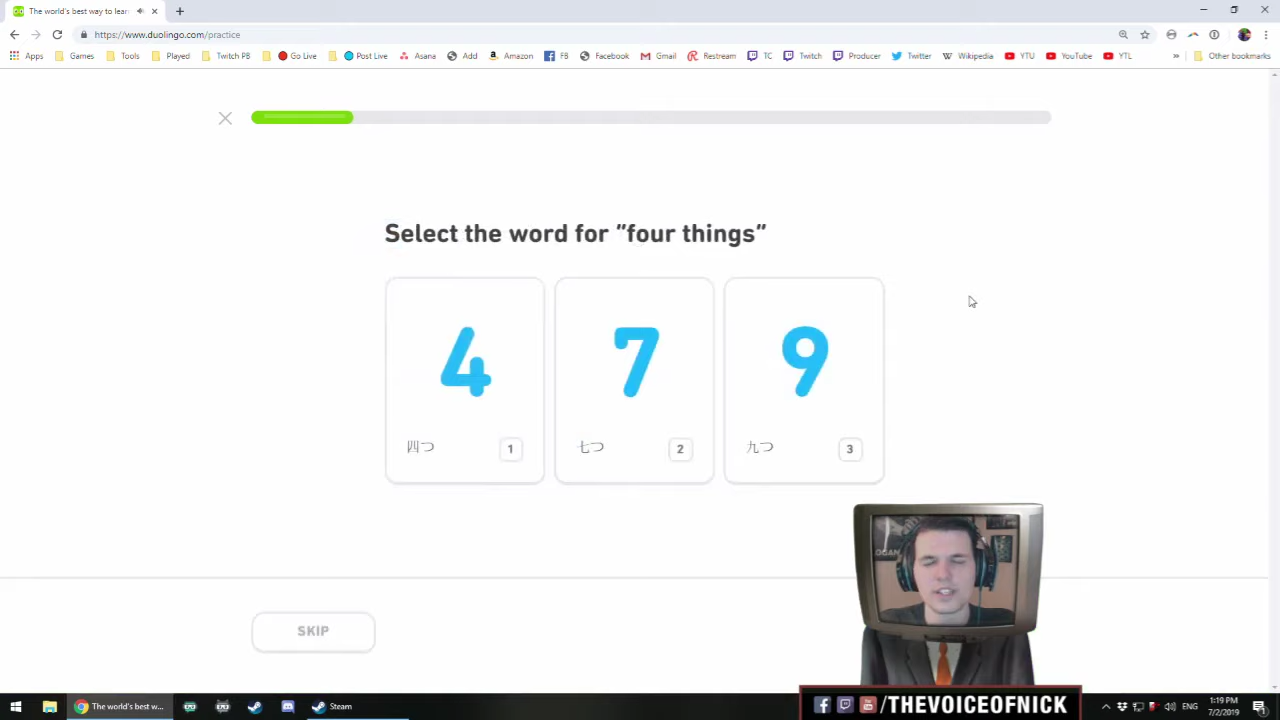 The world's best way to lear
https://www.duolingo.com/practice
Apps Games Tools Played Twitch PB Go Live Post Live Asana Add Amazon FB Facebook Gmail Restream TC Twitch Producer Twitter Wikipedia YTU YouTube YTL » Other bookmarks
Select the word for “four things”
4 7 9
四つ 1 七つ 2 九つ 3
SKIP
/THEVOICEOFNICK
The world's best w... Steam ENG 1:19 PM
7/2/2019